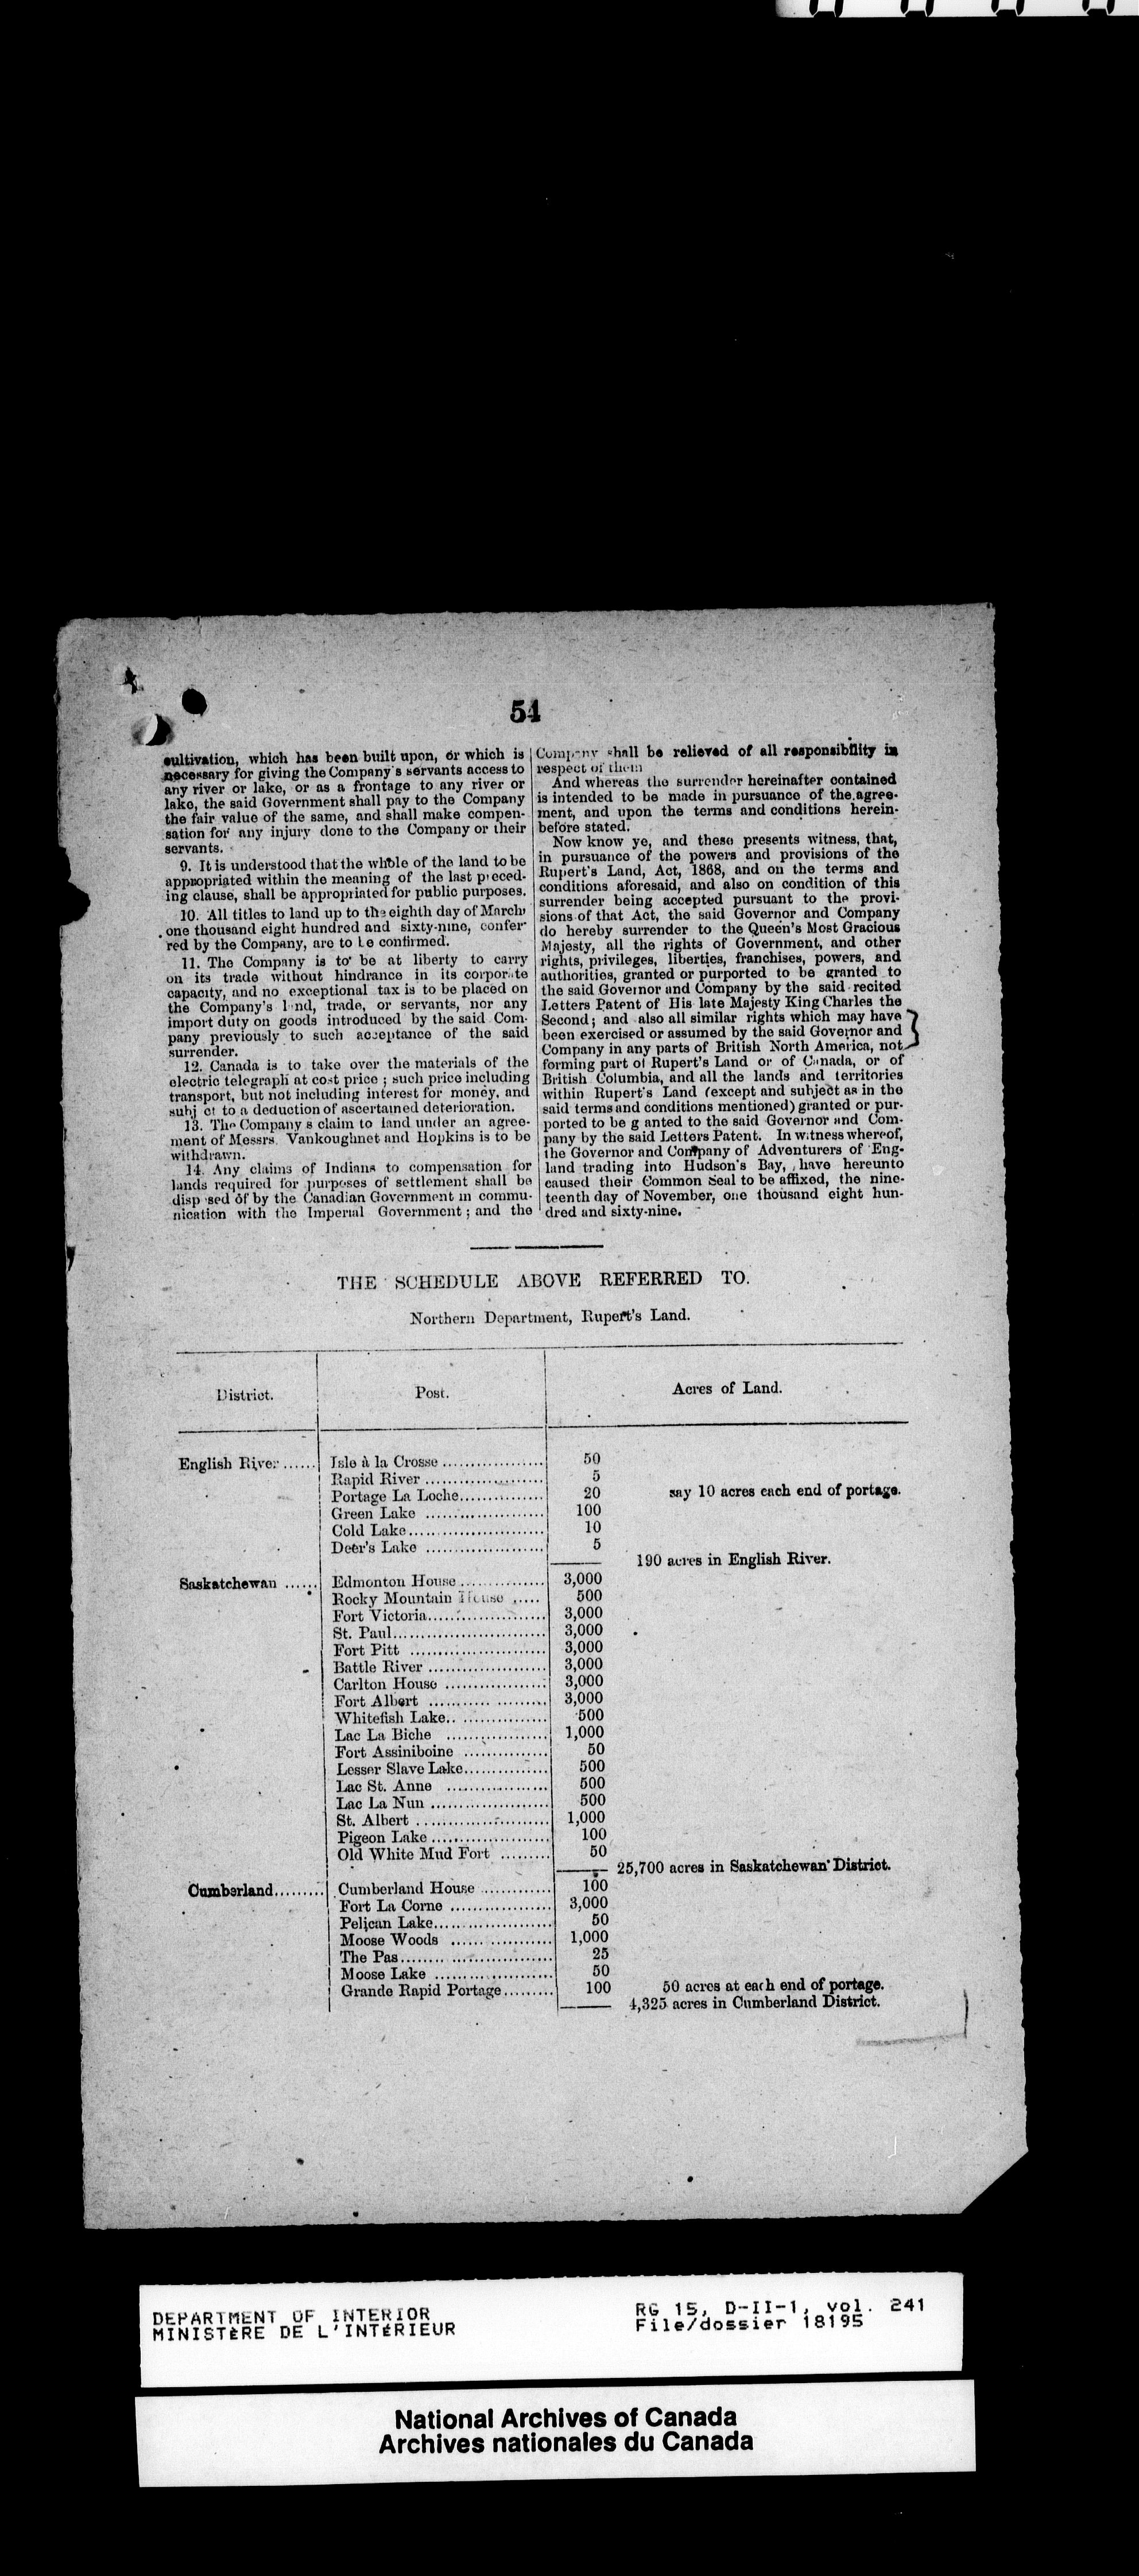 54
cultivation, which has been built upon, or which is
necessary for giving the Company's servants access to
any river or lake, or as a frontage to any river or
lake, the said Government shall pay to the Company
the fair value of the same, and shall make compen-
sation for any injury done to the Company or their
servants.
9. It is understood that the whole of the land to be
appropriated within the meaning of the last preced-
ing clause, shall be appropriated for public purposes.
10. All titles to land up to the eighth day of March,
one thousand eight hundred and sixty-nine, confer-
red by the Company, are to be confirmed.
11. The Company is to be at liberty to carry
on its trade without hindrance in its corporate
capacity, and no exceptional tax is to be placed on
the Company's land, trade, or servants, nor any
import duty on goods introduced by the said Com-
pany previously to such acceptance of the said
surrender.
12. Canada is to take over the materials of the
electric telegraph at cost price ; such price including
transport, but not including interest for money, and
subj ct to a deduction of ascertained deterioration.
13. The Company s claim to land under an agree-
ment of Messrs. Vankoughnet and Hopkins is to be
withdrawn.
14. Any claims of Indians to compensation for
lands required for purposes of settlement shall be
disp sed of by the Canadian Government in commu-
nication with the Imperial Government ; and the
Company shall be relieved of all responsibility in
respect of them
And whereas the surrender hereinafter contained
is intended to be made in pursuance of the agree-
ment, and upon the terms and conditions herein-
before stated.
Now know ye, and these presents witness, that,
in pursuance of the powers and provisions of the
Rupert's Land, Act, 1868, and on the terms and
conditions aforesaid, and also on condition of this
surrender being accepted pursuant to the provi-
sions of that Act, the said Governor and Company
do hereby surrender to the Queen's Most Gracious
Majesty, all the rights of Government, and other
rights, privileges, liberties, franchises, powers, and
authorities, granted or purported to be granted to
the said Governor and Company by the said recited
Letters Patent of His late Majesty King Charles the
Second; and also all similar rights which may have
been exercised or assumed by the said Governor and
Company in any parts of British North America, not
forming part of Rupert's Land or of Canada, or of
British Columbia, and all the lands and territories
within Rupert's Land (except and subject as in the
said terms and conditions mentioned) granted or pur-
ported to be g anted to the said Governor and Com-
pany by the said Letters Patent. In witness whereof,
the Governor and Company of Adventurers of Eng-
land trading into Hudson's Bay, have hereunto
caused their Common Seal to be affixed, the nine-
teenth day of November, one thousand eight hun-
dred and sixty-nine.
THE SCHEDULE ABOVE REFERRED TO.
Northern Department, Rupert's Land.
District. Post. Acres of Land.
English River ...... Isle à la Crosse .................. 50
Rapid River ..................... 5
Portage La Loche............... 20 say 10 acres each end of portage.
Green Lake ..................... 100
Cold Lake........................ 10
Deer's Lake ..................... 5
190 acres in English River.
Saskatchewan ...... Edmonton House............... 3,000
Rocky Mountain House ..... 500
Fort Victoria..................... 3,000
St. Paul........................... 3,000
Fort Pitt ........................ 3,000
Battle River ..................... 3,000
Carlton House .................. 3,000
Fort Albert ..................... 3,000
Whitefish Lake.................. 500
Lac La Biche .................. 1,000
Fort Assiniboine ............... 50
Lesser Slave Lake............... 500
Lac St. Anne .................. 500
Lac La Nun ..................... 500
St. Albert ........................ 1,000
Pigeon Lake ..................... 100
Old White Mud Fort ......... 50
25,700 acres in Saskatchewan District.
Cumberland......... Cumberland House ............ 100
Fort La Corne .................. 3,000
Pelican Lake..................... 50
Moose Woods .................. 1,000
The Pas........................... 25
Moose Lake ..................... 50
Grande Rapid Portage......... 100 50 acres at each end of portage.
4,325 acres in Cumberland District.
DEPARTMENT OF INTERIOR
MINISTÈRE DE L'INTÉRIEUR
RG 15, D-II-1, vol. 241
File/dossier 18195
National Archives of Canada
Archives nationales du Canada